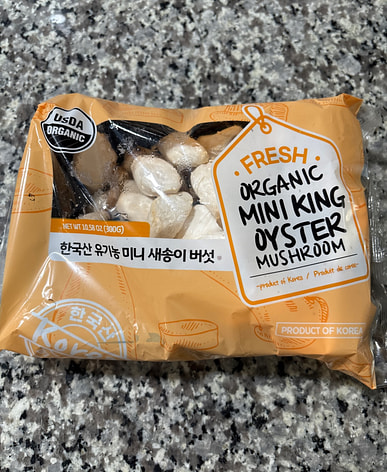 USDA
ORGANIC
FRESH
ORGANIC
MINI KING
OYSTER
MUSHROOM
-product of Korea / Produit de corée-
NET WT 10.58 OZ (300G)
한국산 유기농 미니 새송이 버섯
PRODUCT OF KOREA
한국산